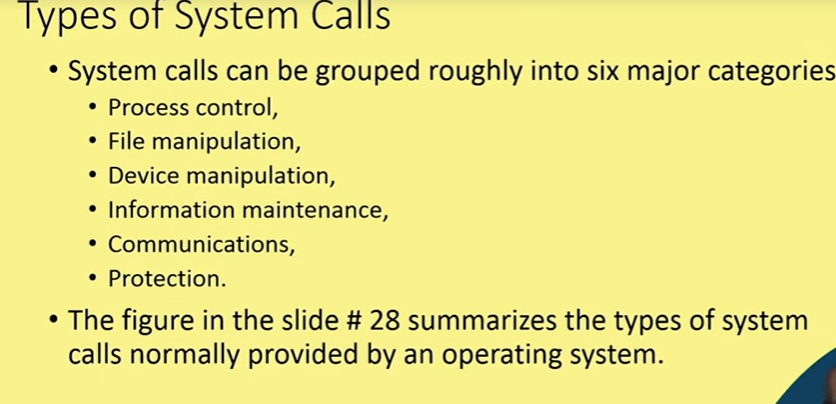 Types of System Calls
• System calls can be grouped roughly into six major categories
• Process control,
• File manipulation,
• Device manipulation,
• Information maintenance,
• Communications,
• Protection.
• The figure in the slide # 28 summarizes the types of system
calls normally provided by an operating system.